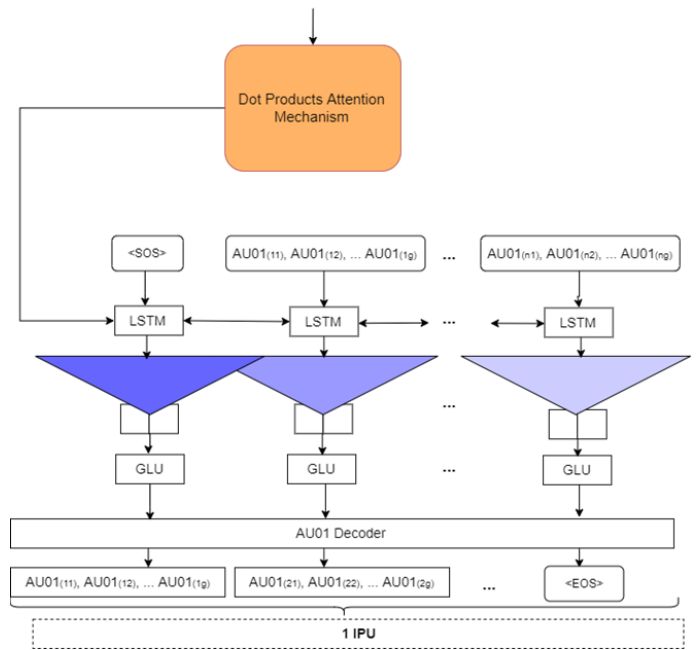 Dot Products Attention
Mechanism
<SOS>
AU01(11), AU01(12), ... AU01(1g)
...
AU01(n1), AU01(n2), ... AU01(ng)
LSTM
LSTM
...
LSTM
...
GLU
GLU
...
GLU
AU01 Decoder
AU01(11), AU01(12), ... AU01(1g)
AU01(21), AU01(22), ... AU01(2g)
...
<EOS>
1 IPU